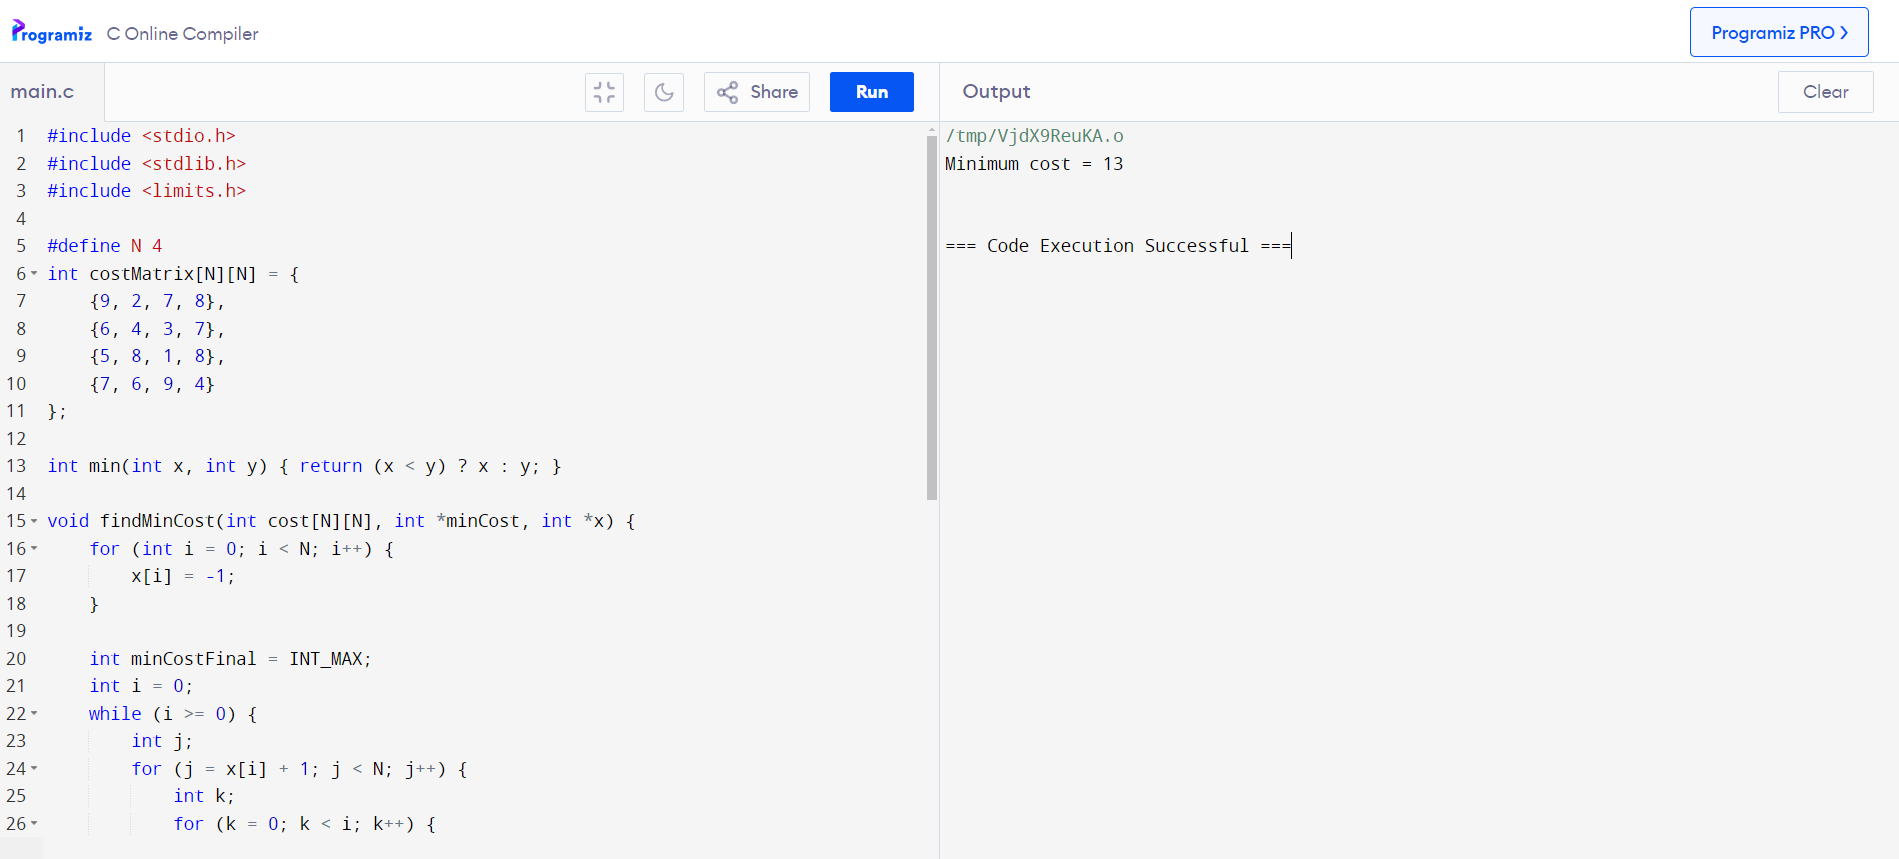 Programiz C Online Compiler Programiz PRO
main.c Share Run Output Clear
1 #include <stdio.h>
2 #include <stdlib.h>
3 #include <limits.h>
4
5 #define N 4
6 int costMatrix[N][N] = {
7     {9, 2, 7, 8},
8     {6, 4, 3, 7},
9     {5, 8, 1, 8},
10     {7, 6, 9, 4}
11 };
12
13 int min(int x, int y) { return (x < y) ? x : y; }
14
15 void findMinCost(int cost[N][N], int *minCost, int *x) {
16     for (int i = 0; i < N; i++) {
17         x[i] = -1;
18     }
19
20     int minCostFinal = INT_MAX;
21     int i = 0;
22     while (i >= 0) {
23         int j;
24         for (j = x[i] + 1; j < N; j++) {
25             int k;
26             for (k = 0; k < i; k++) {
/tmp/VjdX9ReuKA.o
Minimum cost = 13
=== Code Execution Successful ===